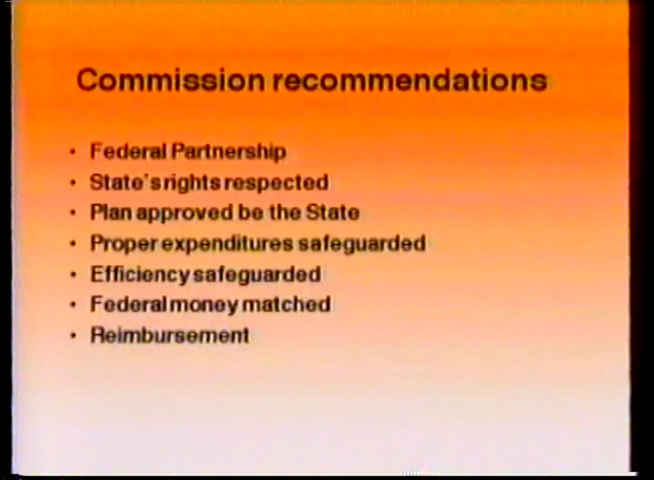 Commission recommendations
• Federal Partnership
• State's rights respected
• Plan approved be the State
• Proper expenditures safeguarded
• Efficiency safeguarded
• Federal money matched
• Reimbursement